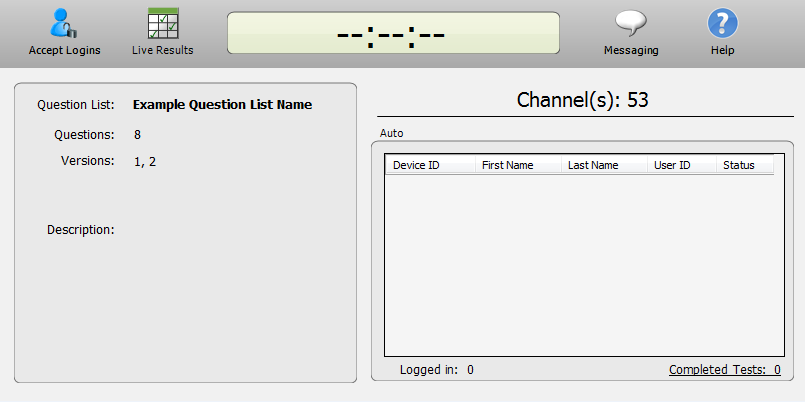 Accept Logins
Live Results
--:--:--
Messaging
Help
Question List: Example Question List Name
Questions: 8
Versions: 1, 2
Description:
Channel(s): 53
Auto
Device ID First Name Last Name User ID Status
Logged in: 0
Completed Tests: 0